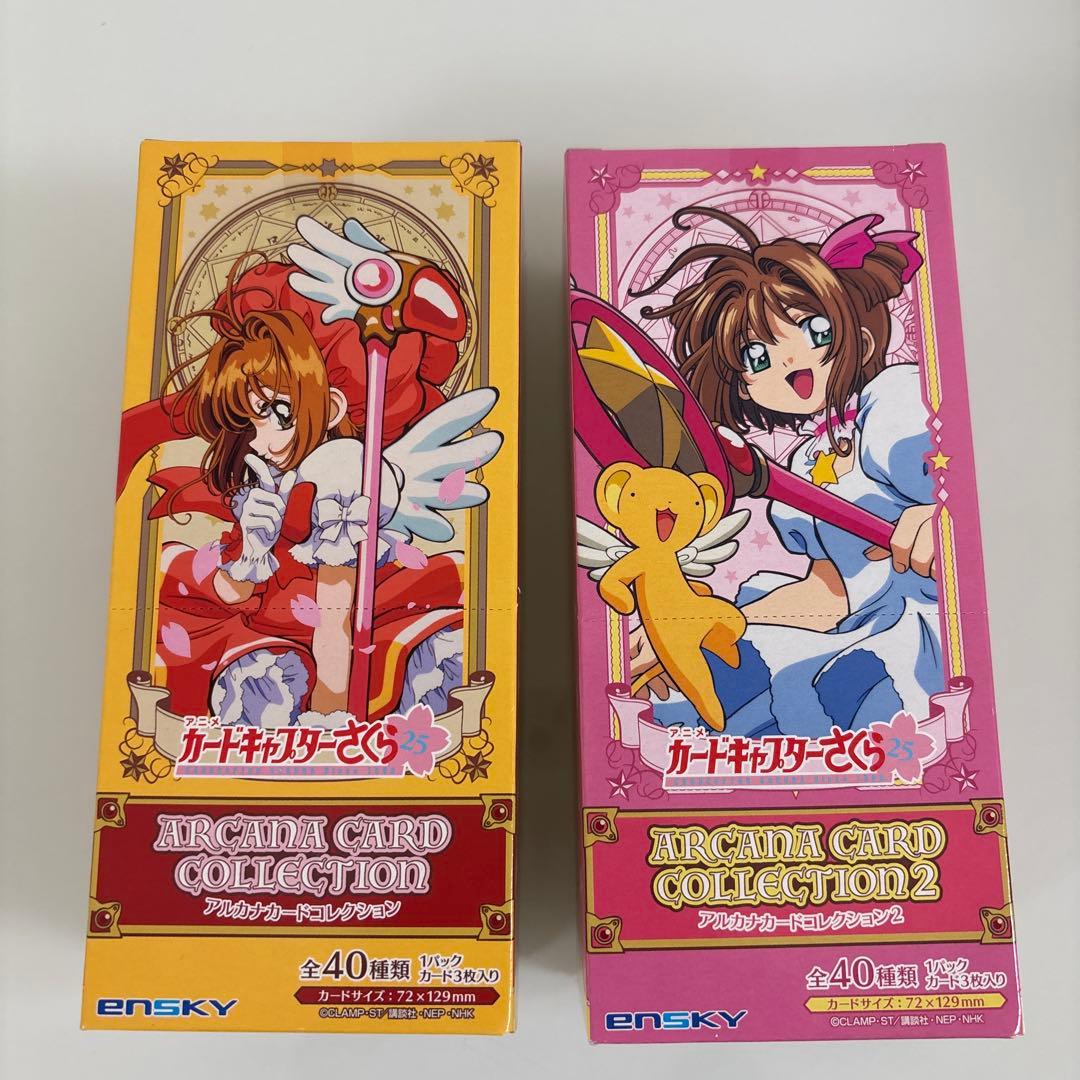 アニメ
カードキャプターさくら25
ARCANA CARD
COLLECTION
アルカナカードコレクション
全40種類
1パック
カード3枚入り
カードサイズ:72×129mm
ensky
©CLAMP・ST/講談社・NEP・NHK
アニメ
カードキャプターさくら25
ARCANA CARD
COLLECTION 2
アルカナカードコレクション2
全40種類
1パック
カード3枚入り
カードサイズ:72×129mm
ensky
©CLAMP・ST/講談社・NEP・NHK